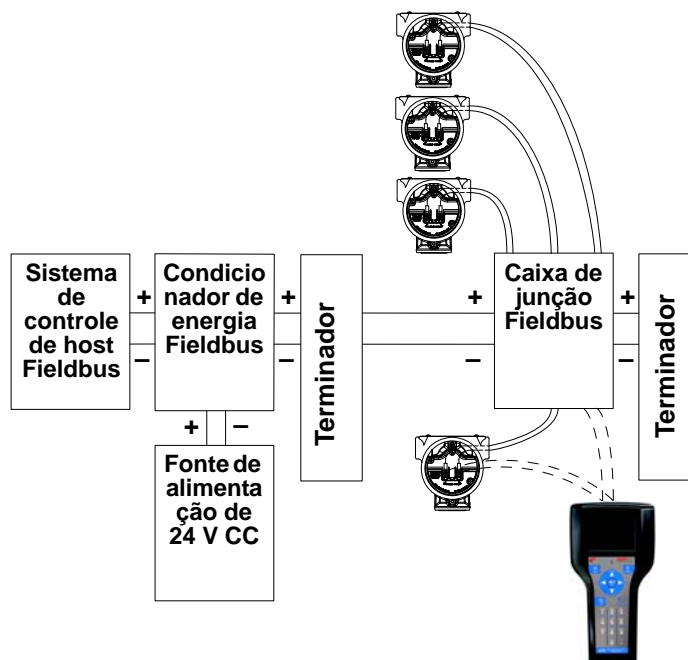 Sistema
de
controle
de host
Fieldbus
+
–
Condicio
nador de
energia
Fieldbus
+
–
Terminador
+
–
Caixa de
junção
Fieldbus
+
–
Terminador
+ –
Fonte de
alimenta
ção de
24 V CC